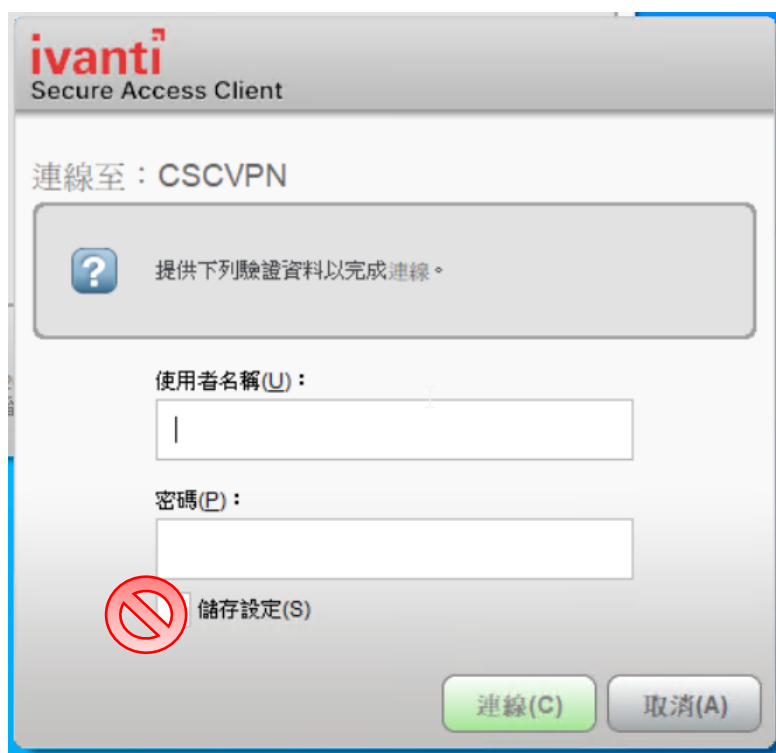 ivanti
Secure Access Client
連線至：CSCVPN
提供下列驗證資料以完成連線。
使用者名稱(U)：
密碼(P)：
儲存設定(S)
連線(C) 取消(A)